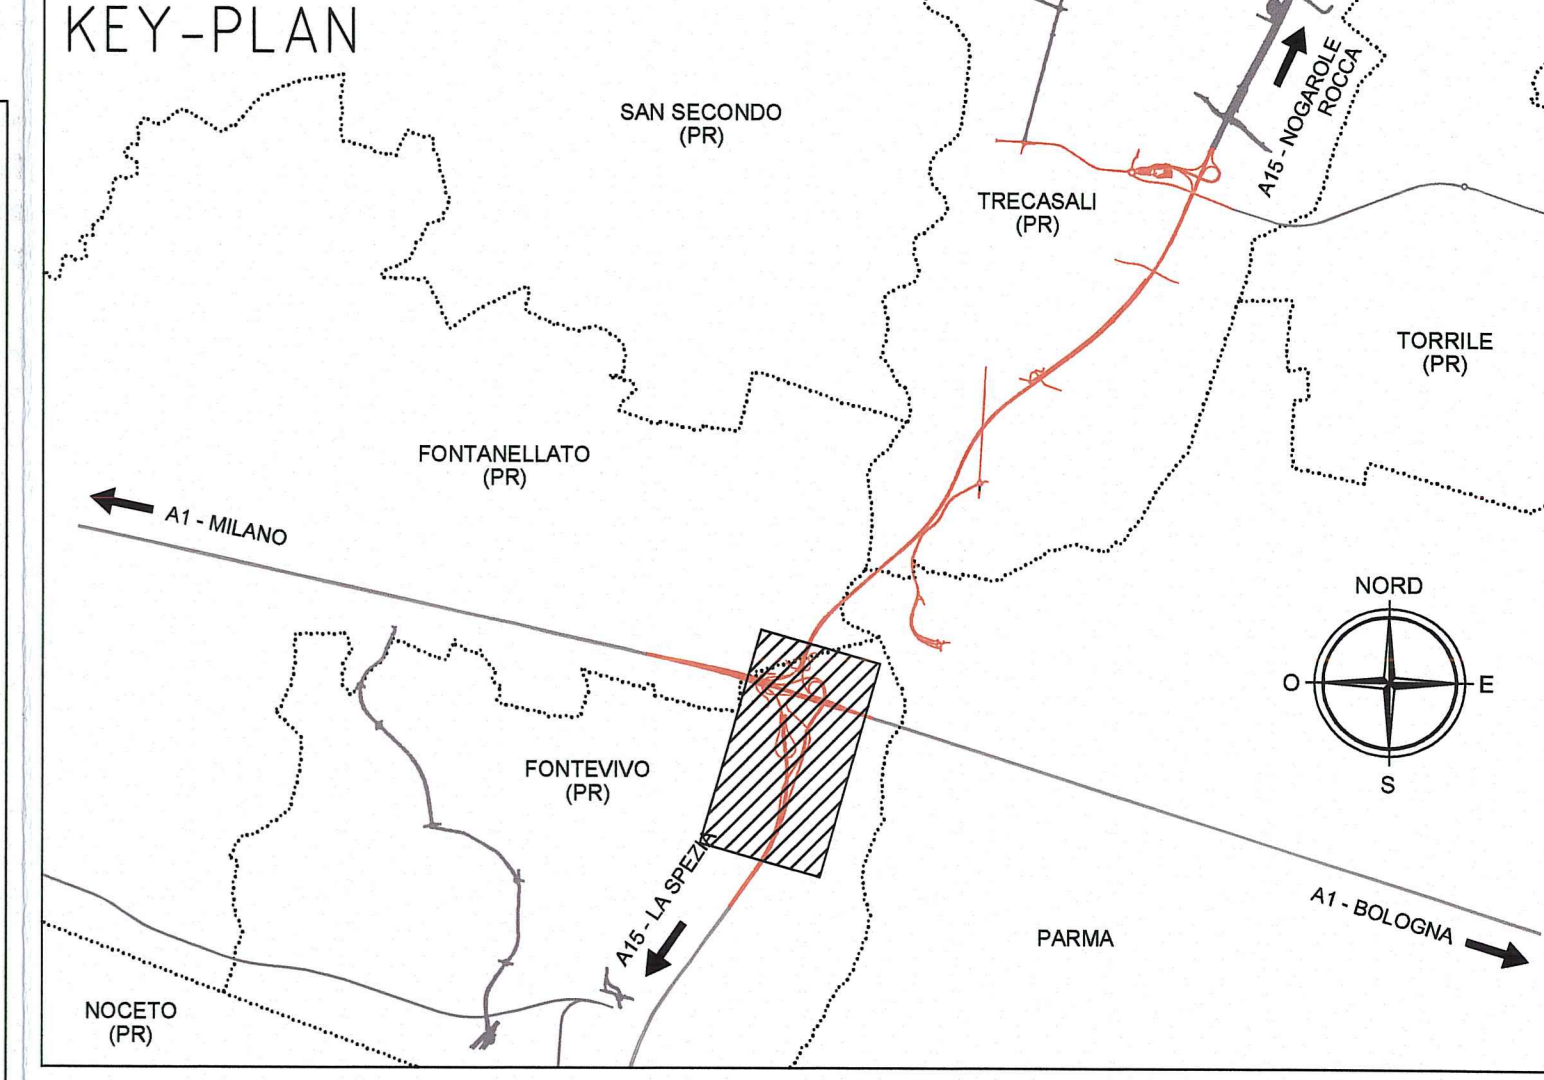 KEY-PLAN
SAN SECONDO
(PR)
A15 - NOGAROLE
ROCCA
TRECASALI
(PR)
TORRILE
(PR)
FONTANELLATO
(PR)
A1 - MILANO
NORD
O
E
S
FONTEVIVO
(PR)
A15 - LA SPEZIA
A1 - BOLOGNA
PARMA
NOCETO
(PR)